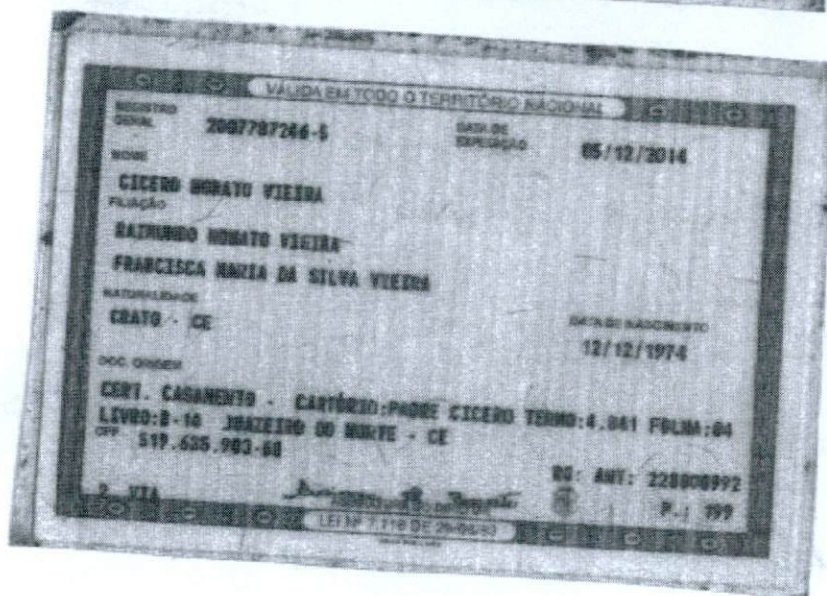 VÁLIDA EM TODO O TERRITÓRIO NACIONAL
REGISTRO GERAL 2007787266-5 DATA DE EXPEDIÇÃO 05/12/2014
NOME
CICERO NONATO VIEIRA
FILIAÇÃO
RAIMUNDO NONATO VIEIRA
FRANCISCA MARIA DA SILVA VIEIRA
NATURALIDADE DATA DE NASCIMENTO
CRATO - CE 12/12/1974
DOC. ORIGEM
CERT. CASAMENTO - CARTÓRIO:PADRE CICERO TERMO:4.841 FOLHA:04
LIVRO:B-10 JUAZEIRO DO NORTE - CE
CPF 519.635.903-68
RG: ANT: 228808992
2 VIA P.: 199
LEI Nº 7.116 DE 29/08/83